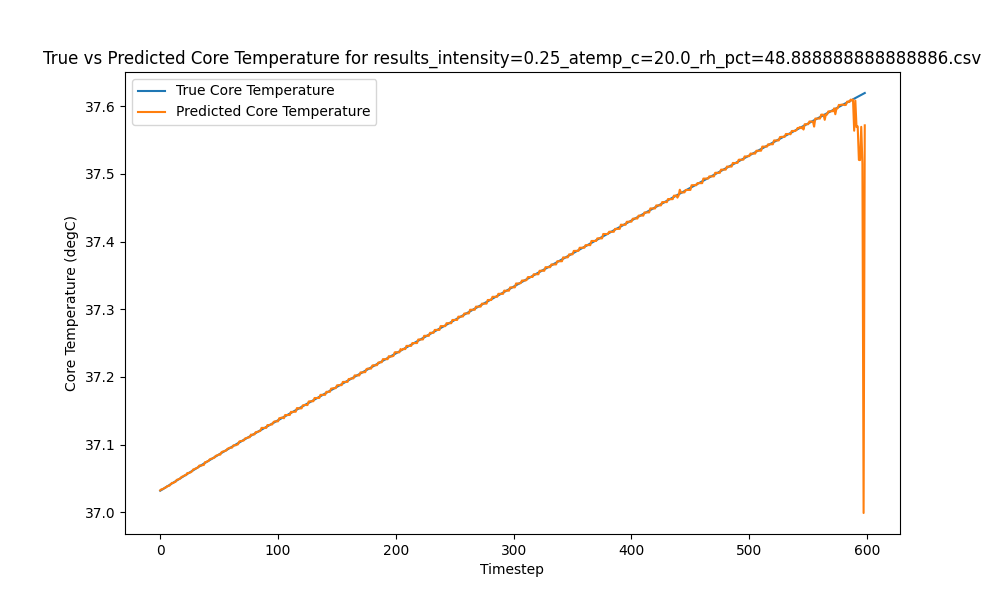 True vs Predicted Core Temperature for results_intensity=0.25_atemp_c=20.0_rh_pct=48.888888888888886.csv
True Core Temperature
Predicted Core Temperature
37.6
37.5
37.4
37.3
37.2
37.1
37.0
Core Temperature (degC)
0 100 200 300 400 500 600
Timestep